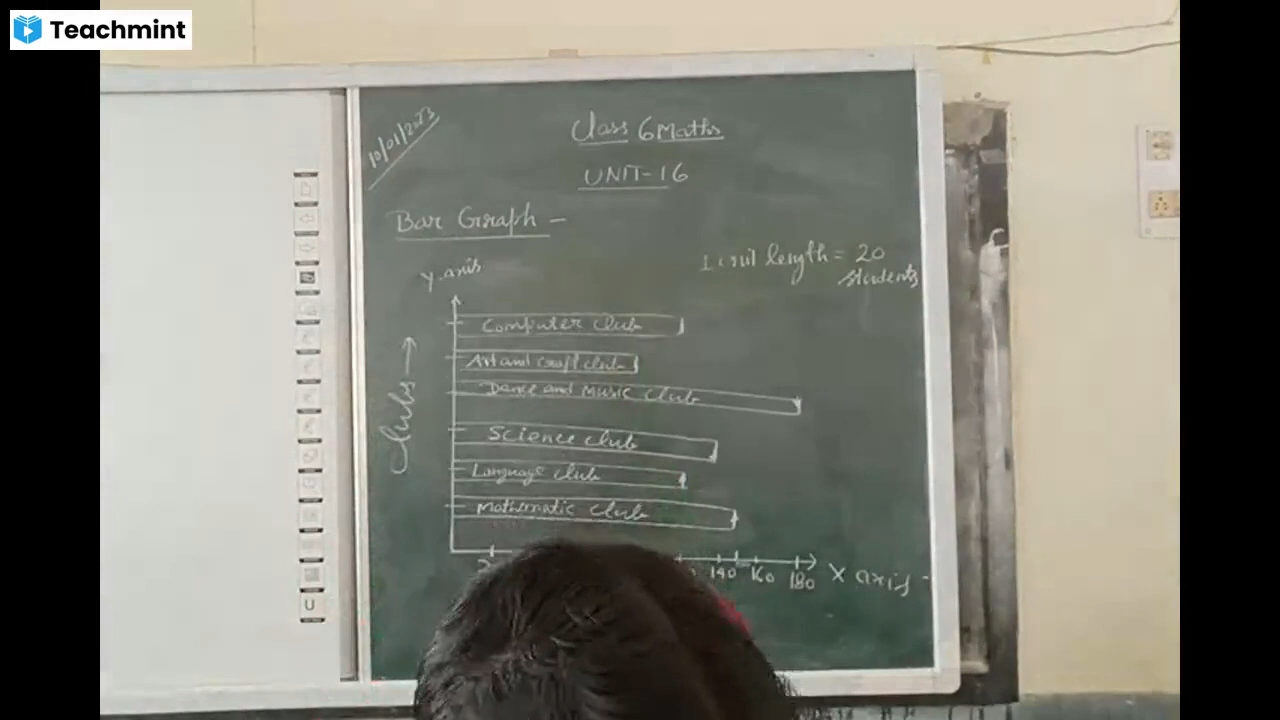 Teachmint
10/01/2023
Class 6 Maths
UNIT-16
Bar Graph -
1 unit length = 20
students
y-axis
Clubs →
Computer club
Art and craft club
Dance and Music club
Science club
Language club
Mathematic club
140 160 180 X axis
U